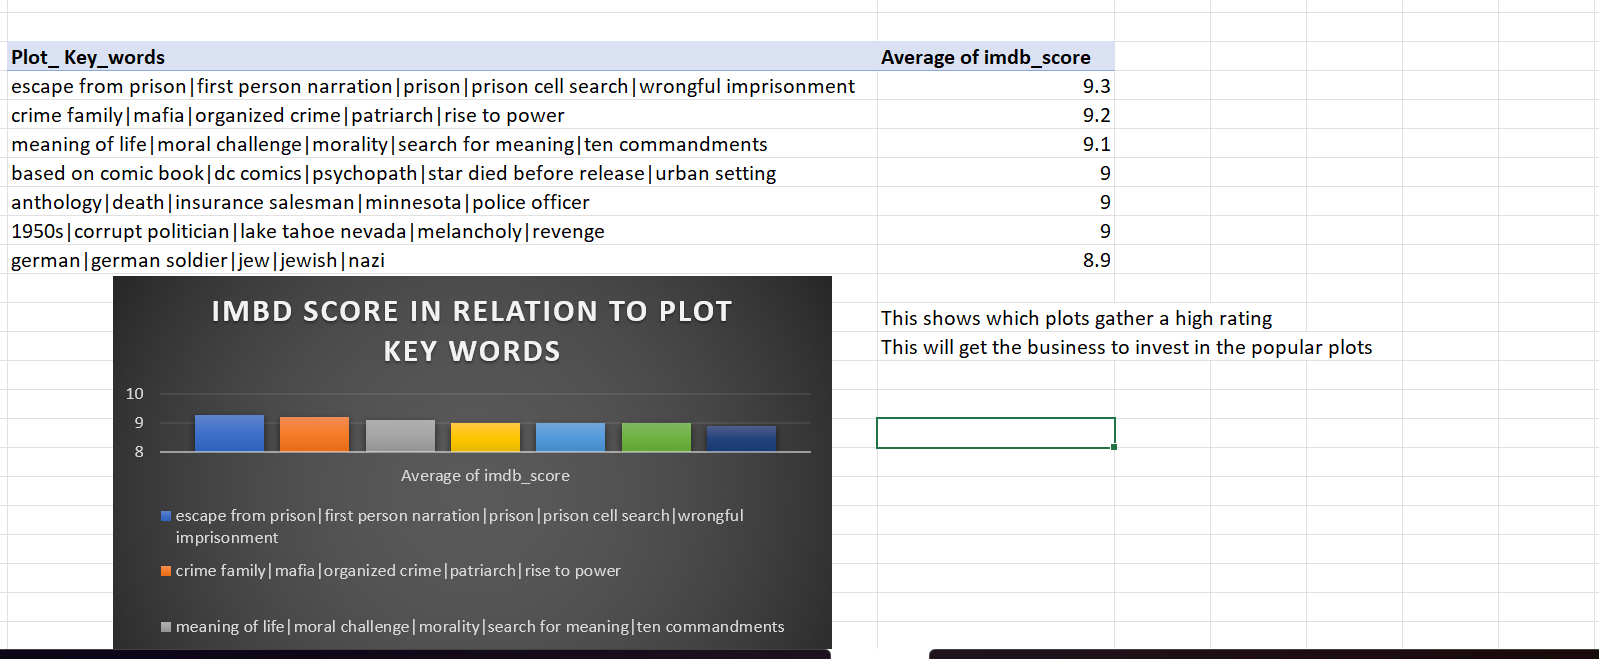 Plot_ Key_words Average of imdb_score
escape from prison|first person narration|prison|prison cell search|wrongful imprisonment 9.3
crime family|mafia|organized crime|patriarch|rise to power 9.2
meaning of life|moral challenge|morality|search for meaning|ten commandments 9.1
based on comic book|dc comics|psychopath|star died before release|urban setting 9
anthology|death|insurance salesman|minnesota|police officer 9
1950s|corrupt politician|lake tahoe nevada|melancholy|revenge 9
german|german soldier|jew|jewish|nazi 8.9
IMBD SCORE IN RELATION TO PLOT
KEY WORDS
10
9
8
Average of imdb_score
escape from prison|first person narration|prison|prison cell search|wrongful
imprisonment
crime family|mafia|organized crime|patriarch|rise to power
meaning of life|moral challenge|morality|search for meaning|ten commandments
This shows which plots gather a high rating
This will get the business to invest in the popular plots